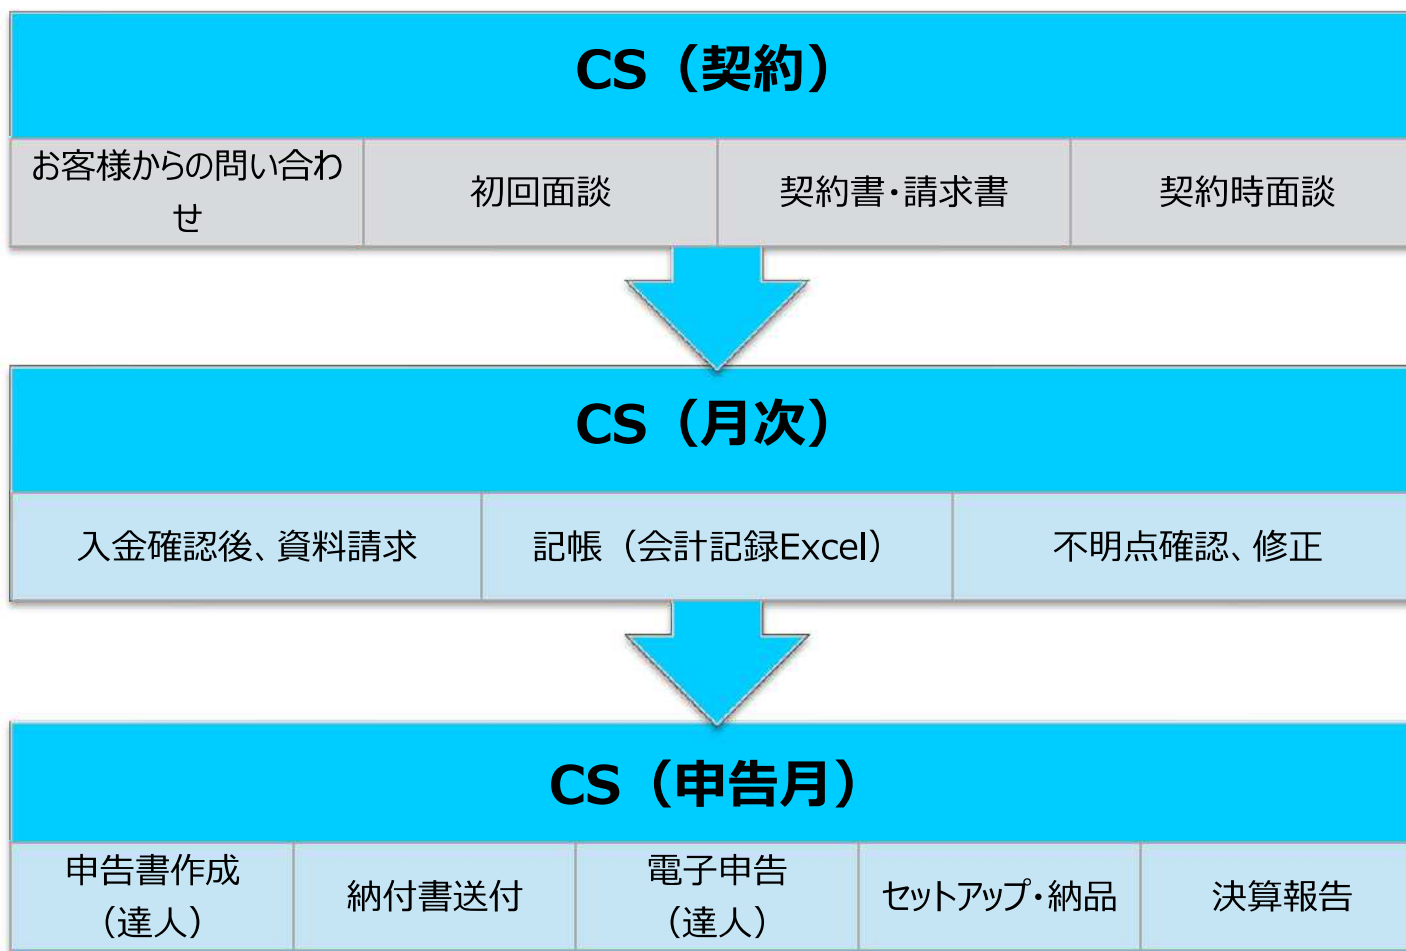 CS（契約）
お客様からの問い合わ
せ
初回面談
契約書・請求書
契約時面談
CS（月次）
入金確認後、資料請求
記帳（会計記録Excel）
不明点確認、修正
CS（申告月）
申告書作成
（達人）
納付書送付
電子申告
（達人）
セットアップ・納品
決算報告